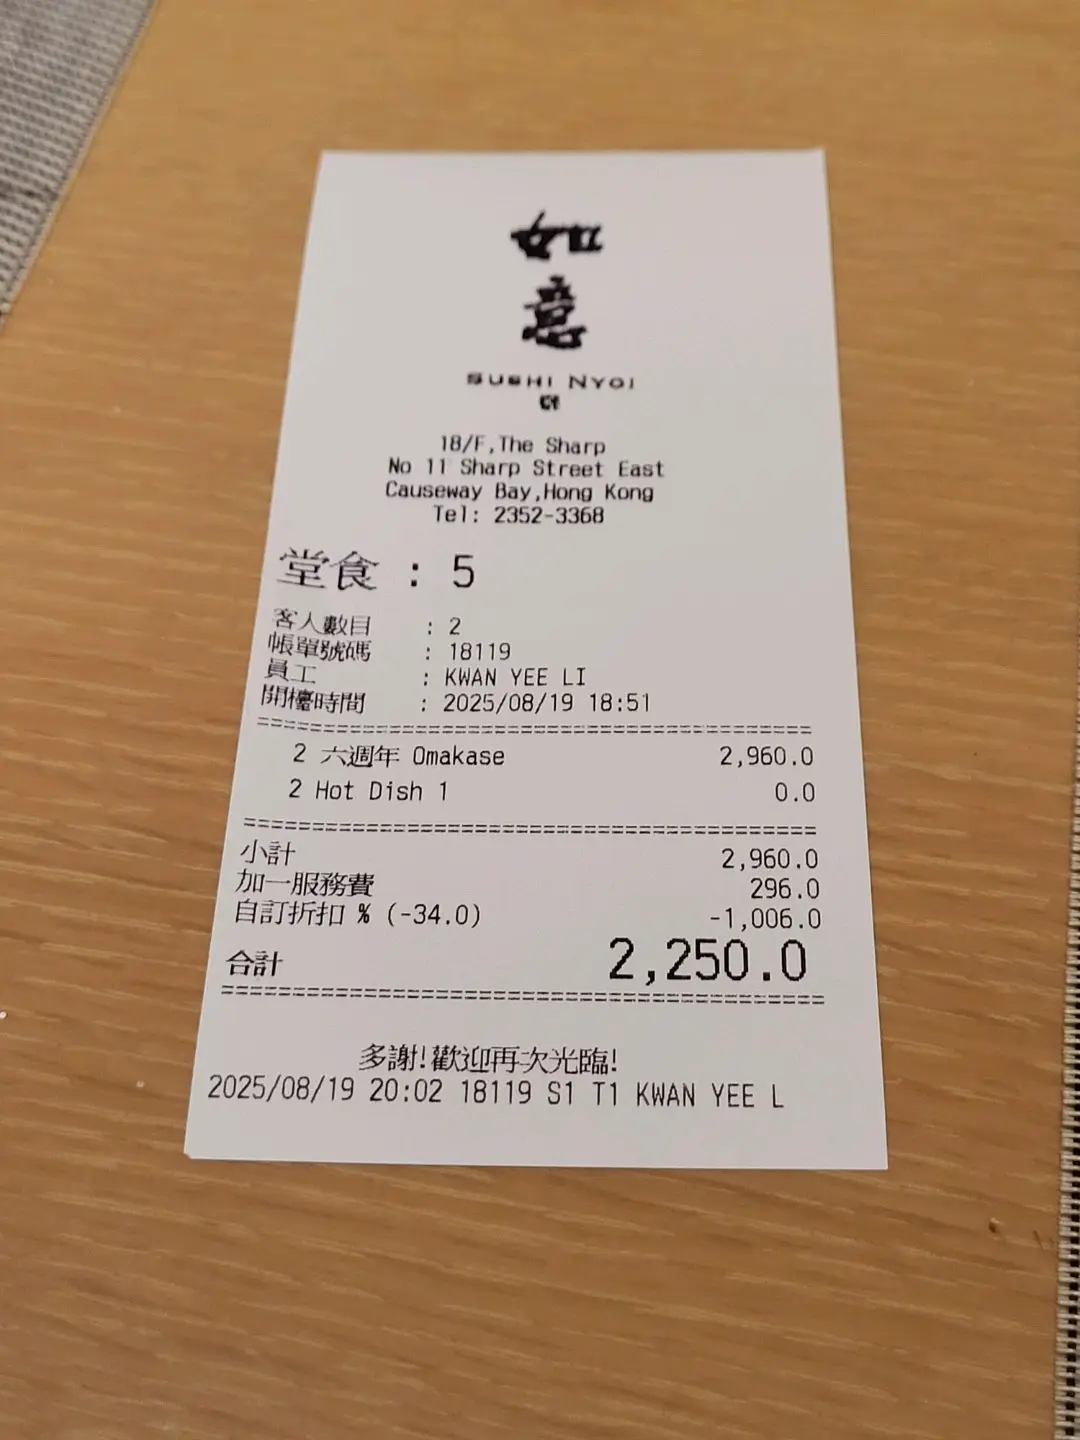 如
意
SUSHI NYOI
18/F,The Sharp
No 11 Sharp Street East
Causeway Bay,Hong Kong
Tel: 2352-3368
堂食 : 5
客人數目 : 2
帳單號碼 : 18119
員工 : KWAN YEE LI
開檯時間 : 2025/08/19 18:51
2 六週年 Omakase 2,960.0
2 Hot Dish 1 0.0
小計 2,960.0
加一服務費 296.0
自訂折扣 % (-34.0) -1,006.0
合計 2,250.0
多謝!歡迎再次光臨!
2025/08/19 20:02 18119 S1 T1 KWAN YEE L